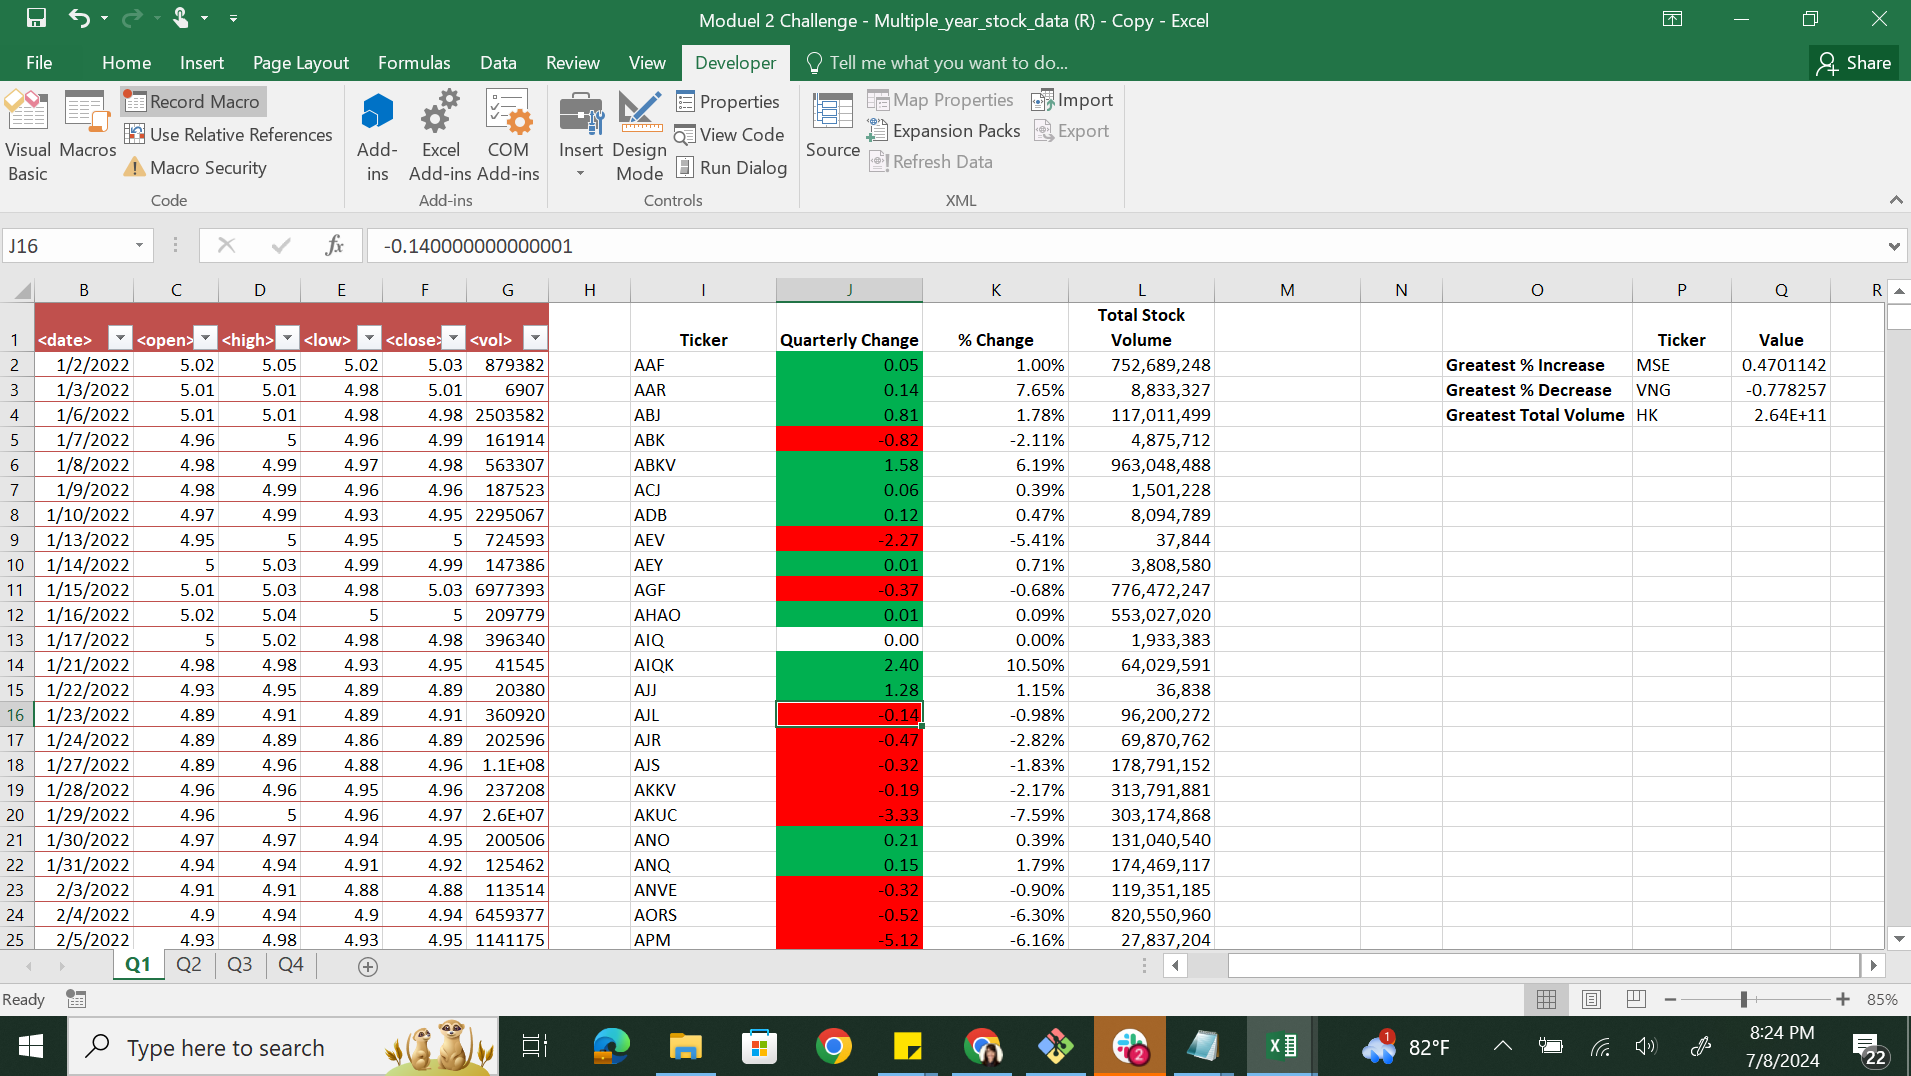 Moduel 2 Challenge - Multiple_year_stock_data (R) - Copy - Excel
File Home Insert Page Layout Formulas Data Review View Developer Tell me what you want to do... Share
Visual Basic
Macros
Record Macro
Use Relative References
Macro Security
Code
Add-ins
Excel Add-ins
COM Add-ins
Add-ins
Insert
Design Mode
Properties
View Code
Run Dialog
Controls
Source
Map Properties
Expansion Packs
Refresh Data
Import
Export
XML
J16 fx -0.140000000000001
B C D E F G H I J K L M N O P Q R
1 <date> <open> <high> <low> <close> <vol> Ticker Quarterly Change % Change Total Stock Volume Ticker Value
2 1/2/2022 5.02 5.05 5.02 5.03 879382 AAF 0.05 1.00% 752,689,248 Greatest % Increase MSE 0.4701142
3 1/3/2022 5.01 5.01 4.98 5.01 6907 AAR 0.14 7.65% 8,833,327 Greatest % Decrease VNG -0.778257
4 1/6/2022 5.01 5.01 4.98 4.98 2503582 ABJ 0.81 1.78% 117,011,499 Greatest Total Volume HK 2.64E+11
5 1/7/2022 4.96 5 4.96 4.99 161914 ABK -0.82 -2.11% 4,875,712
6 1/8/2022 4.98 4.99 4.97 4.98 563307 ABKV 1.58 6.19% 963,048,488
7 1/9/2022 4.98 4.99 4.96 4.96 187523 ACJ 0.06 0.39% 1,501,228
8 1/10/2022 4.97 4.99 4.93 4.95 2295067 ADB 0.12 0.47% 8,094,789
9 1/13/2022 4.95 5 4.95 5 724593 AEV -2.27 -5.41% 37,844
10 1/14/2022 5 5.03 4.99 4.99 147386 AEY 0.01 0.71% 3,808,580
11 1/15/2022 5.01 5.03 4.98 5.03 6977393 AGF -0.37 -0.68% 776,472,247
12 1/16/2022 5.02 5.04 5 5 209779 AHAO 0.01 0.09% 553,027,020
13 1/17/2022 5 5.02 4.98 4.98 396340 AIQ 0.00 0.00% 1,933,383
14 1/21/2022 4.98 4.98 4.93 4.95 41545 AIQK 2.40 10.50% 64,029,591
15 1/22/2022 4.93 4.95 4.89 4.89 20380 AJJ 1.28 1.15% 36,838
16 1/23/2022 4.89 4.91 4.89 4.91 360920 AJL -0.14 -0.98% 96,200,272
17 1/24/2022 4.89 4.89 4.86 4.89 202596 AJR -0.47 -2.82% 69,870,762
18 1/27/2022 4.89 4.96 4.88 4.96 1.1E+08 AJS -0.32 -1.83% 178,791,152
19 1/28/2022 4.96 4.96 4.95 4.96 237208 AKKV -0.19 -2.17% 313,791,881
20 1/29/2022 4.96 5 4.96 4.97 2.6E+07 AKUC -3.33 -7.59% 303,174,868
21 1/30/2022 4.97 4.97 4.94 4.95 200506 ANO 0.21 0.39% 131,040,540
22 1/31/2022 4.94 4.94 4.91 4.92 125462 ANQ 0.15 1.79% 174,469,117
23 2/3/2022 4.91 4.91 4.88 4.88 113514 ANVE -0.32 -0.90% 119,351,185
24 2/4/2022 4.9 4.94 4.9 4.94 6459377 AORS -0.52 -6.30% 820,550,960
25 2/5/2022 4.93 4.98 4.93 4.95 1141175 APM -5.12 -6.16% 27,837,204
Q1 Q2 Q3 Q4
Ready 85%
Type here to search 2 1 82°F 8:24 PM 22
7/8/2024